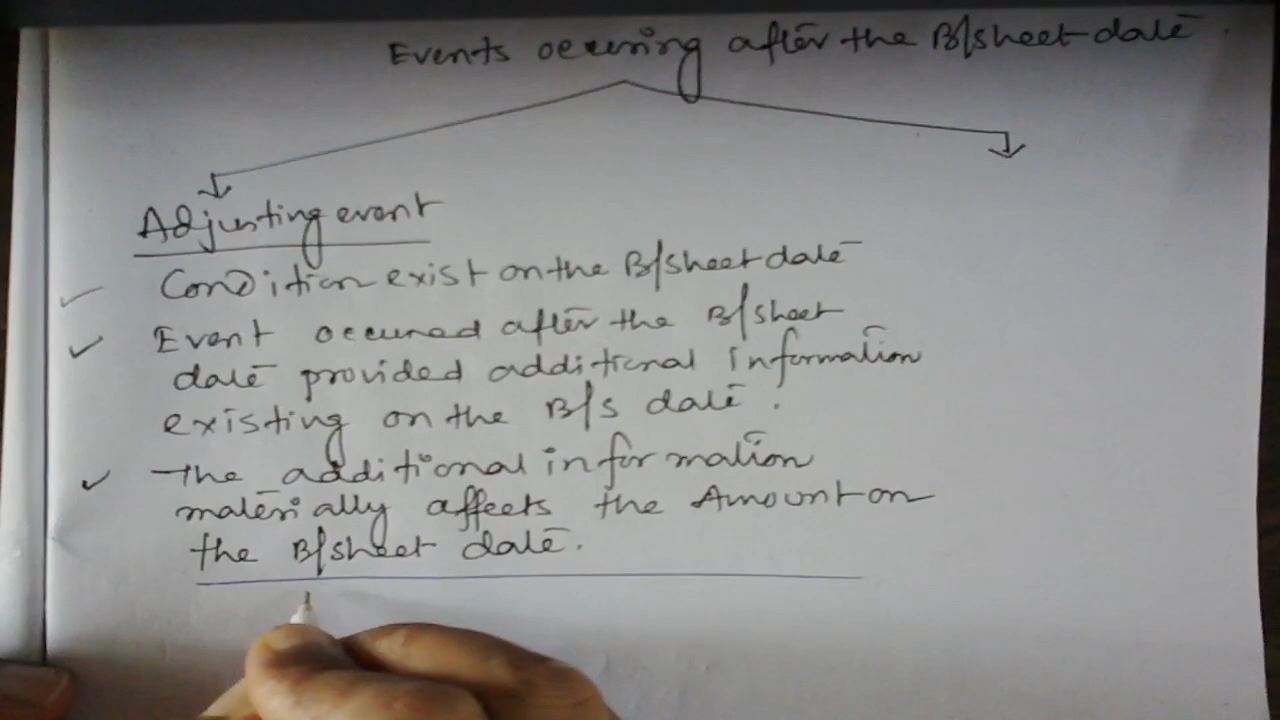 Events occuring after the B/sheet date
Adjusting event
Condition exist on the B/sheet date
Event occured after the B/sheet
date provided additional information
existing on the B/s date.
The additional information
materially affects the Amount on
the B/sheet date.